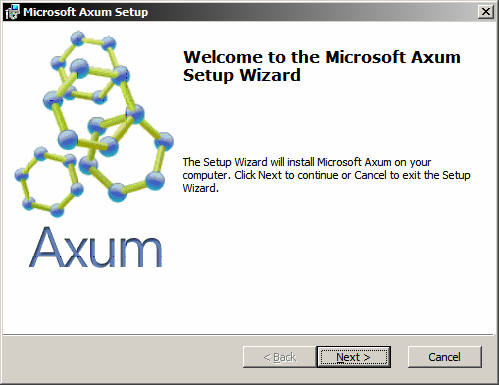 Microsoft Axum Setup
Welcome to the Microsoft Axum
Setup Wizard
The Setup Wizard will install Microsoft Axum on your
computer. Click Next to continue or Cancel to exit the Setup
Wizard.
Axum
< Back
Next >
Cancel